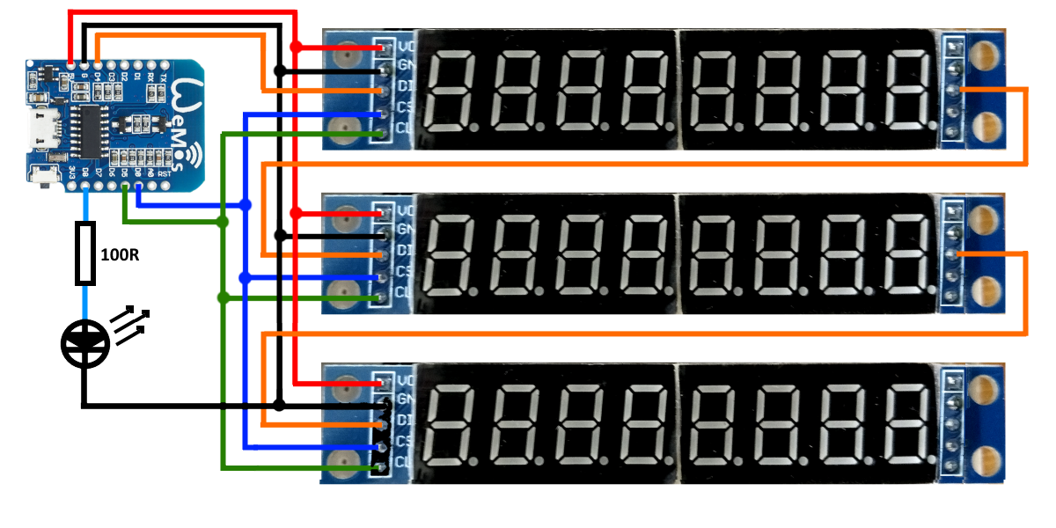 G D4 D3 D2 D1 RX TX
WeMos
3V3 D8 D7 D6 D5 D0 A0 RST
100R
VC
GN
DI
CS
CL
VC
GN
DI
CS
CL
VC
GN
DI
CS
CL